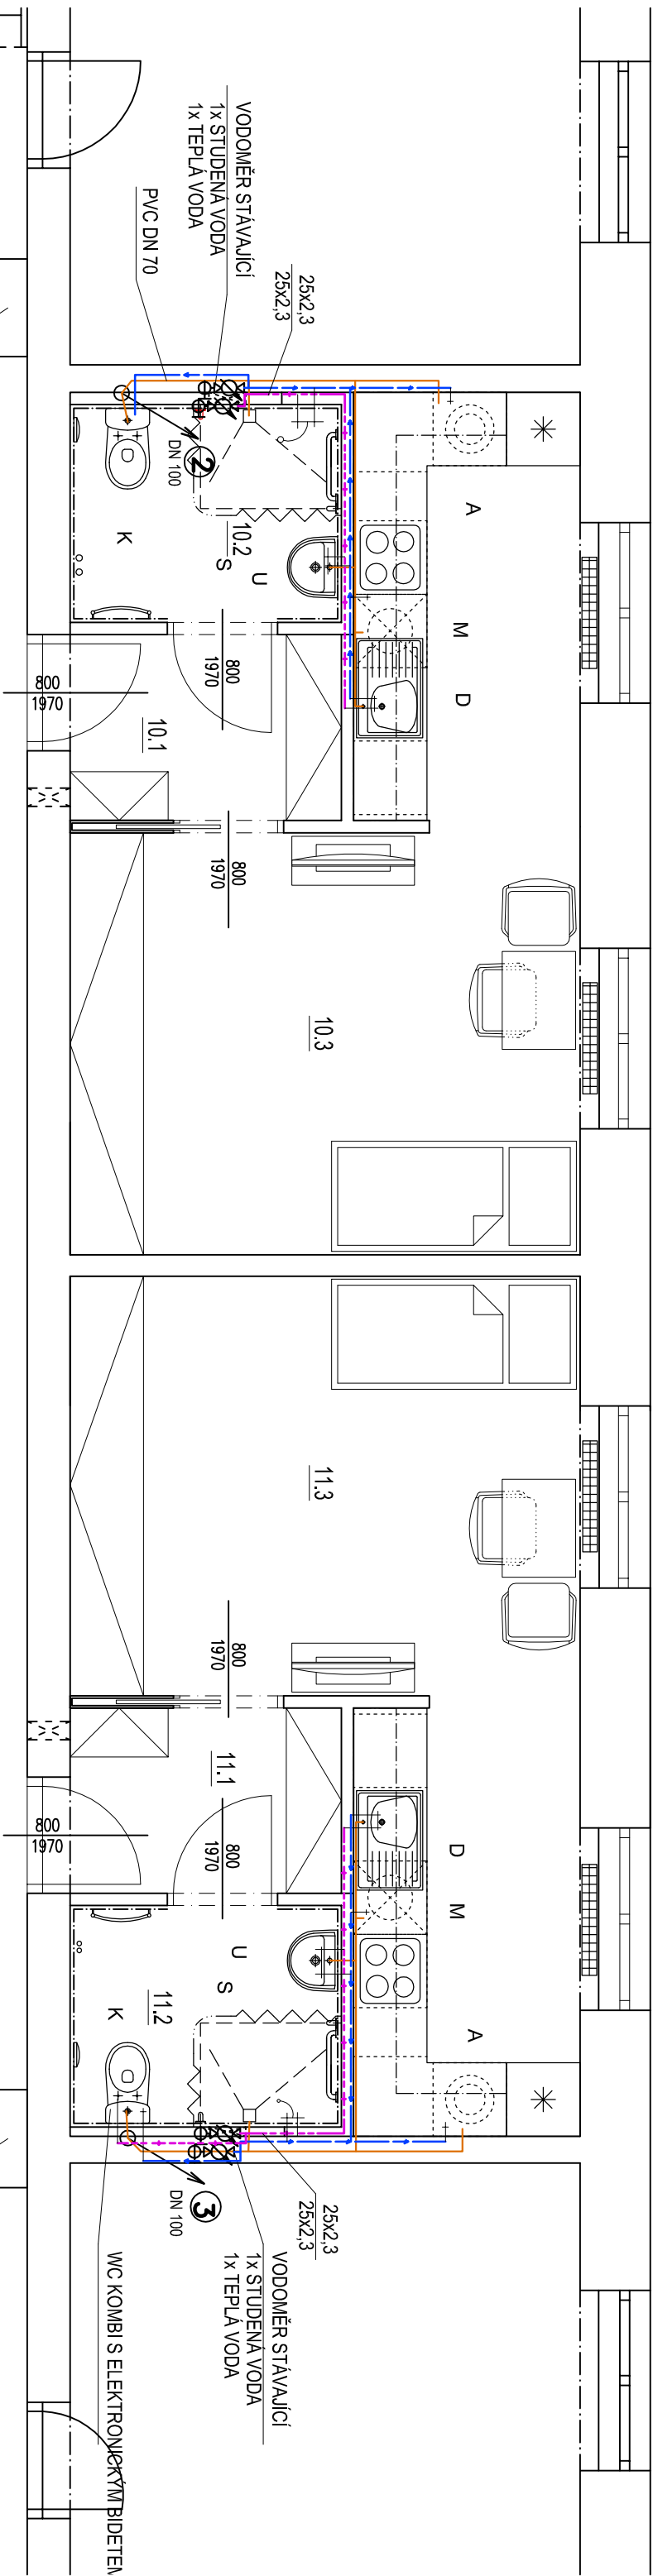 VODOMĚR STÁVAJÍCÍ
1x STUDENÁ VODA
1x TEPLÁ VODA
PVC DN 70
25x2,3
25x2,3
2
DN 100
10.2
K
S
U
A
M
D
800
1970
800
1970
10.1
800
1970
10.3
11.3
800
1970
11.1
800
1970
800
1970
D
M
A
U
S
11.2
K
3
DN 100
25x2,3
25x2,3
VODOMĚR STÁVAJÍCÍ
1x STUDENÁ VODA
1x TEPLÁ VODA
WC KOMBI S ELEKTRONICKÝM BIDETEM